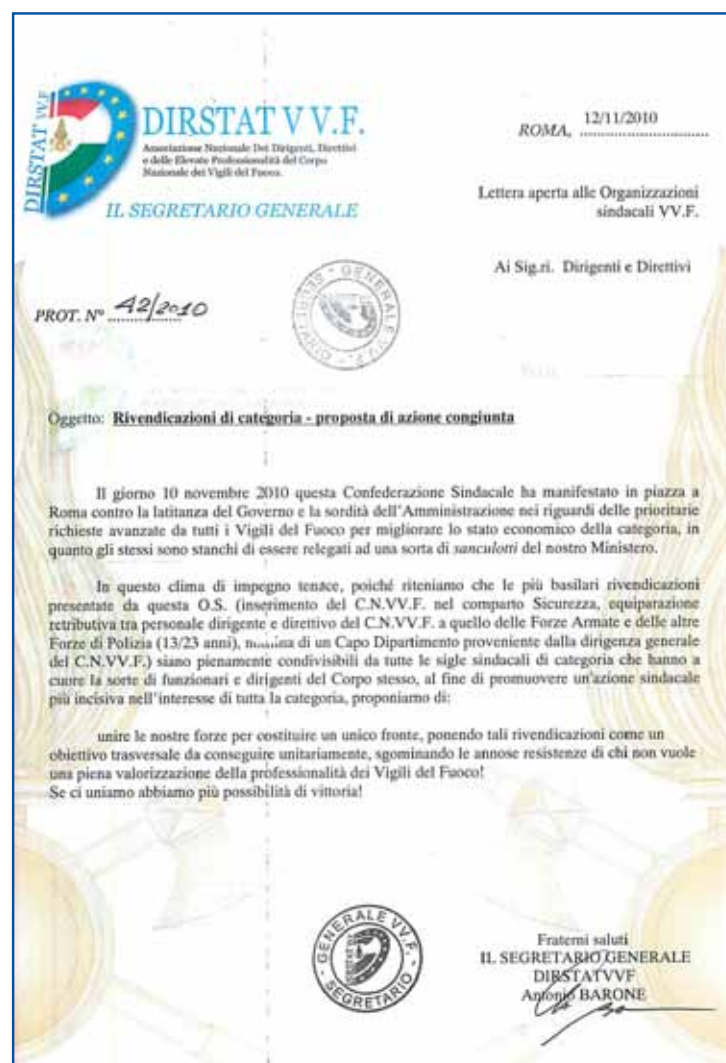 DIRSTAT VV.F.
DIRSTAT V V.F.
Associazione Nazionale Dei Dirigenti, Direttivi
e delle Elevate Professionalità del Corpo
Nazionale dei Vigili del Fuoco.
IL SEGRETARIO GENERALE
ROMA, 12/11/2010
Lettera aperta alle Organizzazioni
sindacali VV.F.
Ai Sig.ri. Dirigenti e Direttivi
PROT. N° 42/2010
SEGRETARIO GENERALE VV.F.
Oggetto: Rivendicazioni di categoria - proposta di azione congiunta
Il giorno 10 novembre 2010 questa Confederazione Sindacale ha manifestato in piazza a
Roma contro la latitanza del Governo e la sordità dell'Amministrazione nei riguardi delle prioritarie
richieste avanzate da tutti i Vigili del Fuoco per migliorare lo stato economico della categoria, in
quanto gli stessi sono stanchi di essere relegati ad una sorta di sanculotti del nostro Ministero.
In questo clima di impegno tenace, poiché riteniamo che le più basilari rivendicazioni
presentate da questa O.S. (inserimento del C.N.VV.F. nel comparto Sicurezza, equiparazione
retributiva tra personale dirigente e direttivo del C.N.VV.F. a quello delle Forze Armate e delle altre
Forze di Polizia (13/23 anni), nomina di un Capo Dipartimento proveniente dalla dirigenza generale
del C.N.VV.F.) siano pienamente condivisibili da tutte le sigle sindacali di categoria che hanno a
cuore la sorte di funzionari e dirigenti del Corpo stesso, al fine di promuovere un'azione sindacale
più incisiva nell'interesse di tutta la categoria, proponiamo di:
unire le nostre forze per costituire un unico fronte, ponendo tali rivendicazioni come un
obiettivo trasversale da conseguire unitariamente, sgominando le annose resistenze di chi non vuole
una piena valorizzazione della professionalità dei Vigili del Fuoco!
Se ci uniamo abbiamo più possibilità di vittoria!
SEGRETARIO GENERALE VV.F.
Fraterni saluti
IL SEGRETARIO GENERALE
DIRSTATVVF
Antonio BARONE